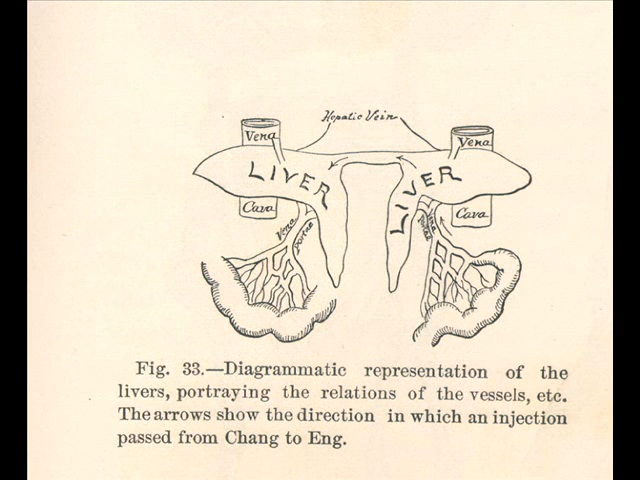 Hepatic Vein
Vena
Vena
LIVER
LIVER
Cava
Cava
Vena
Portae
Vena
Portae
Fig. 33.—Diagrammatic representation of the
livers, portraying the relations of the vessels, etc.
The arrows show the direction in which an injection
passed from Chang to Eng.